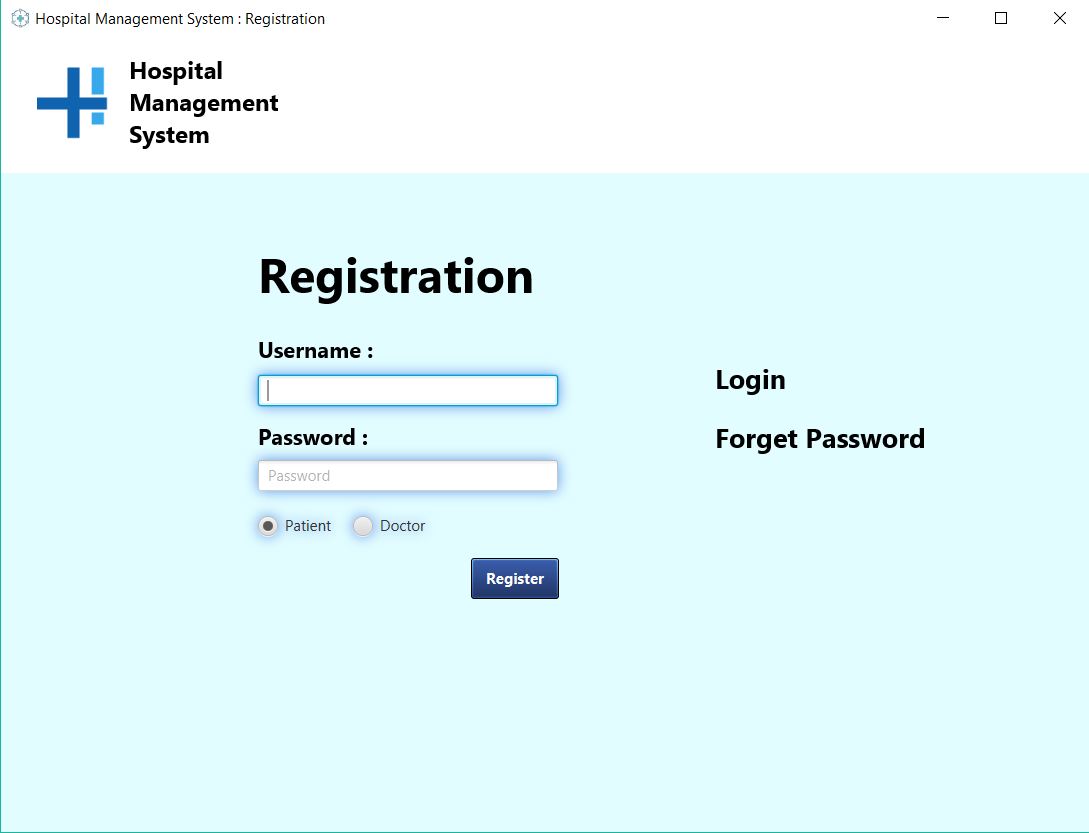 Hospital Management System : Registration
Hospital
Management
System
Registration
Username :
Password :
Password
Patient
Doctor
Register
Login
Forget Password